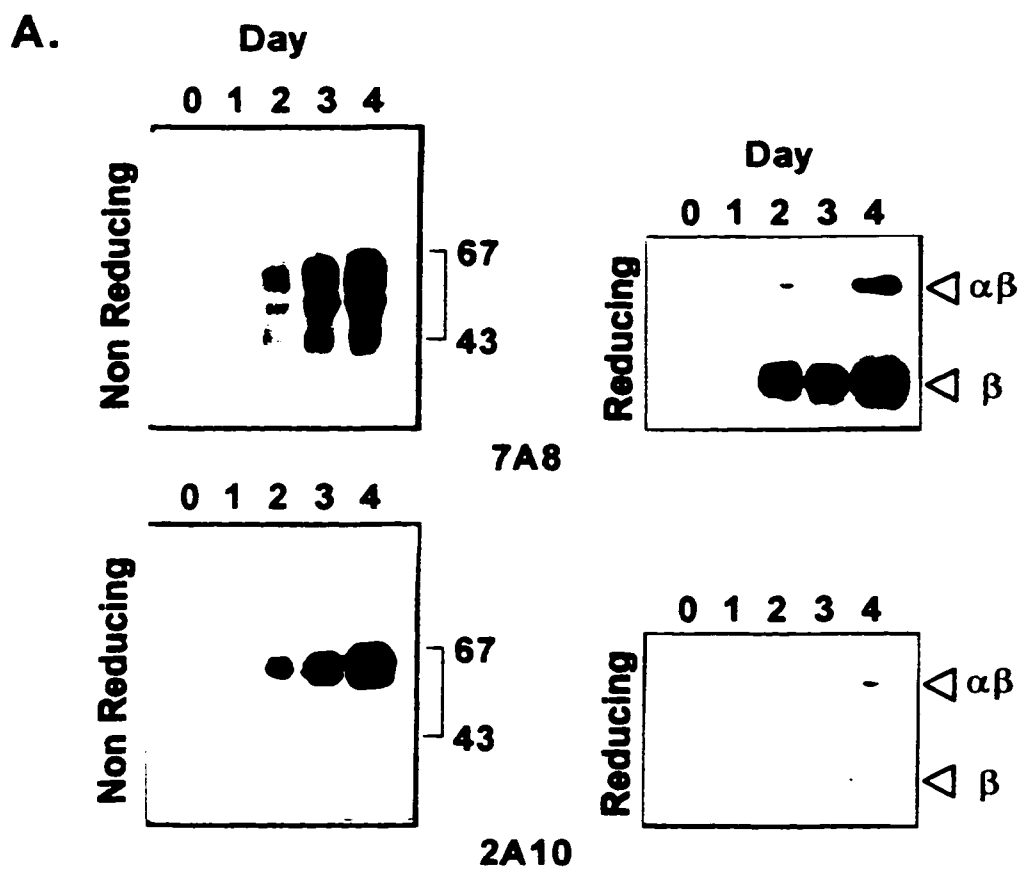 A.
Day
0 1 2 3 4
Non Reducing
67
43
Day
0 1 2 3 4
Reducing
αβ
β
7A8
0 1 2 3 4
Non Reducing
67
43
0 1 2 3 4
Reducing
αβ
β
2A10